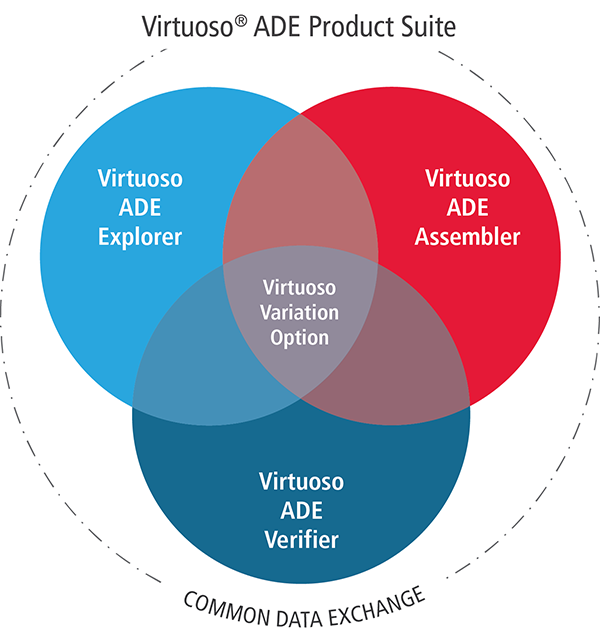 Virtuoso® ADE Product Suite
Virtuoso
ADE
Explorer
Virtuoso
ADE
Assembler
Virtuoso
Variation
Option
Virtuoso
ADE
Verifier
COMMON DATA EXCHANGE